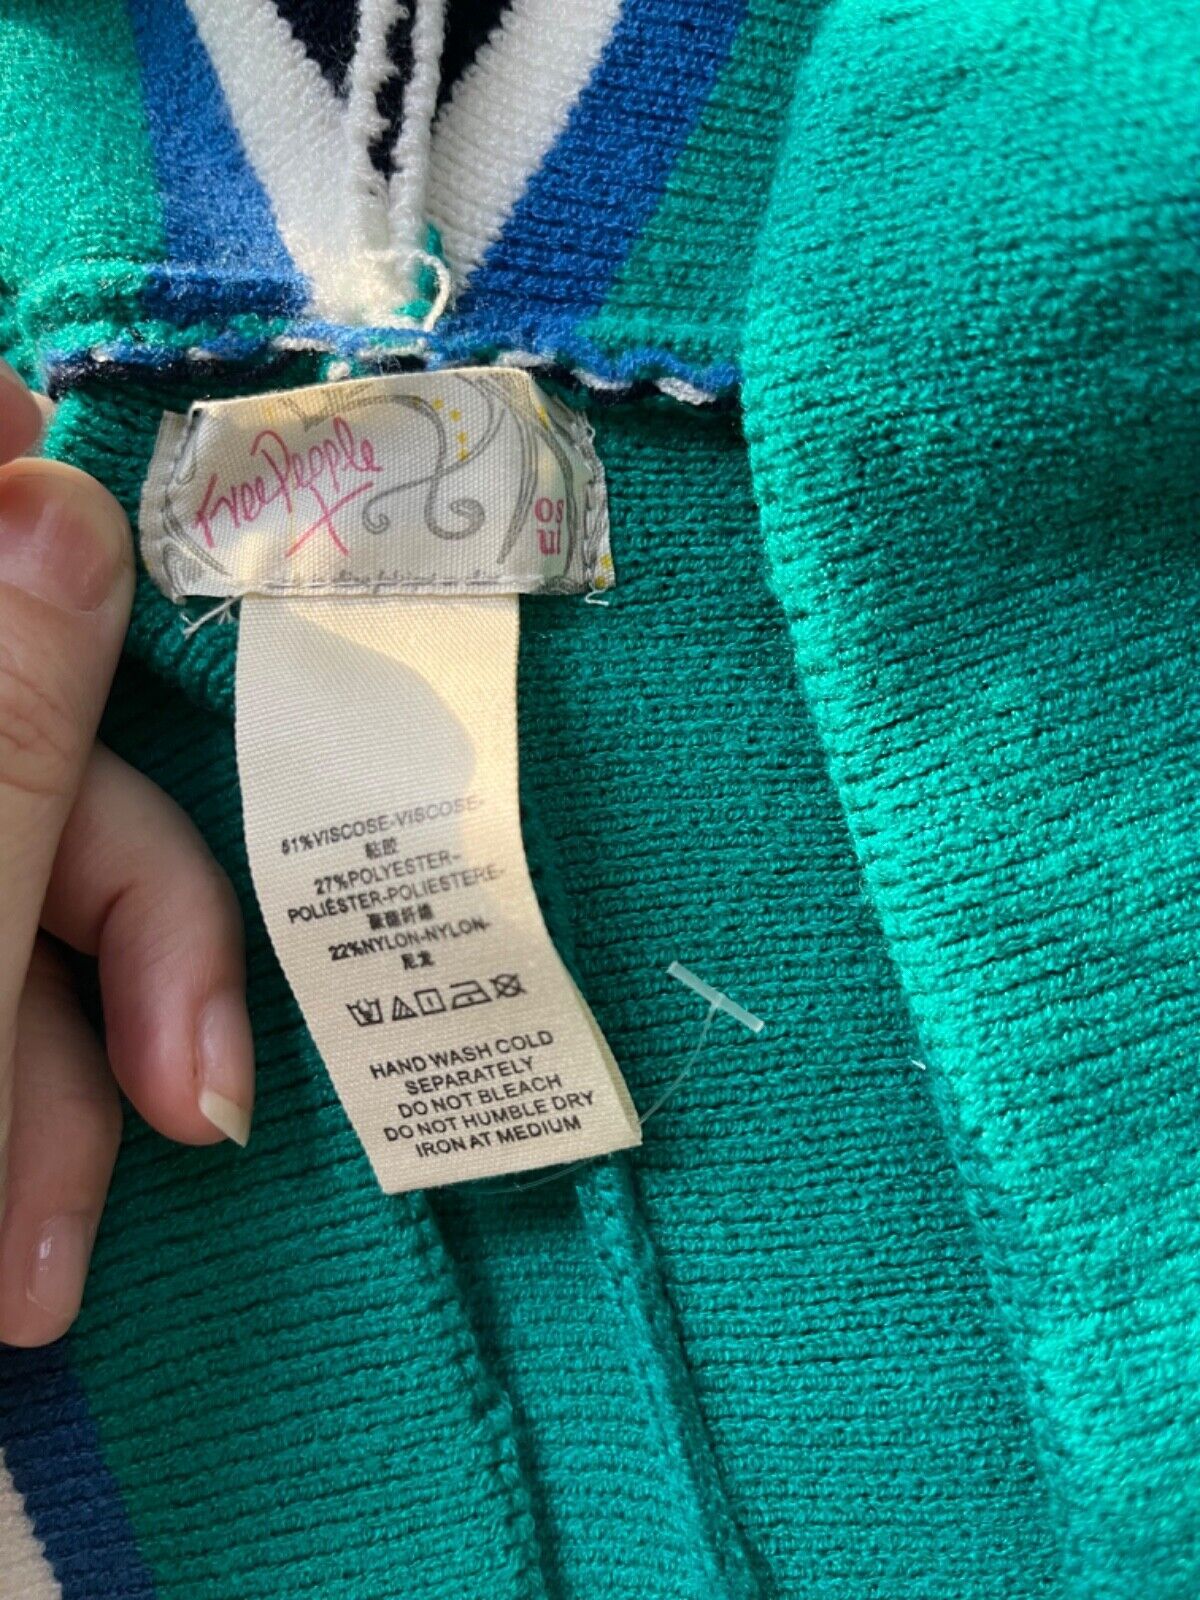 Free People
OS
51%VISCOSE-VISCOSE-
粘胶
27%POLYESTER-
POLIÉSTER-POLIESTERE-
聚酯纤维
22%NYLON-NYLON-
尼龙
HAND WASH COLD
SEPARATELY
DO NOT BLEACH
DO NOT HUMBLE DRY
IRON AT MEDIUM